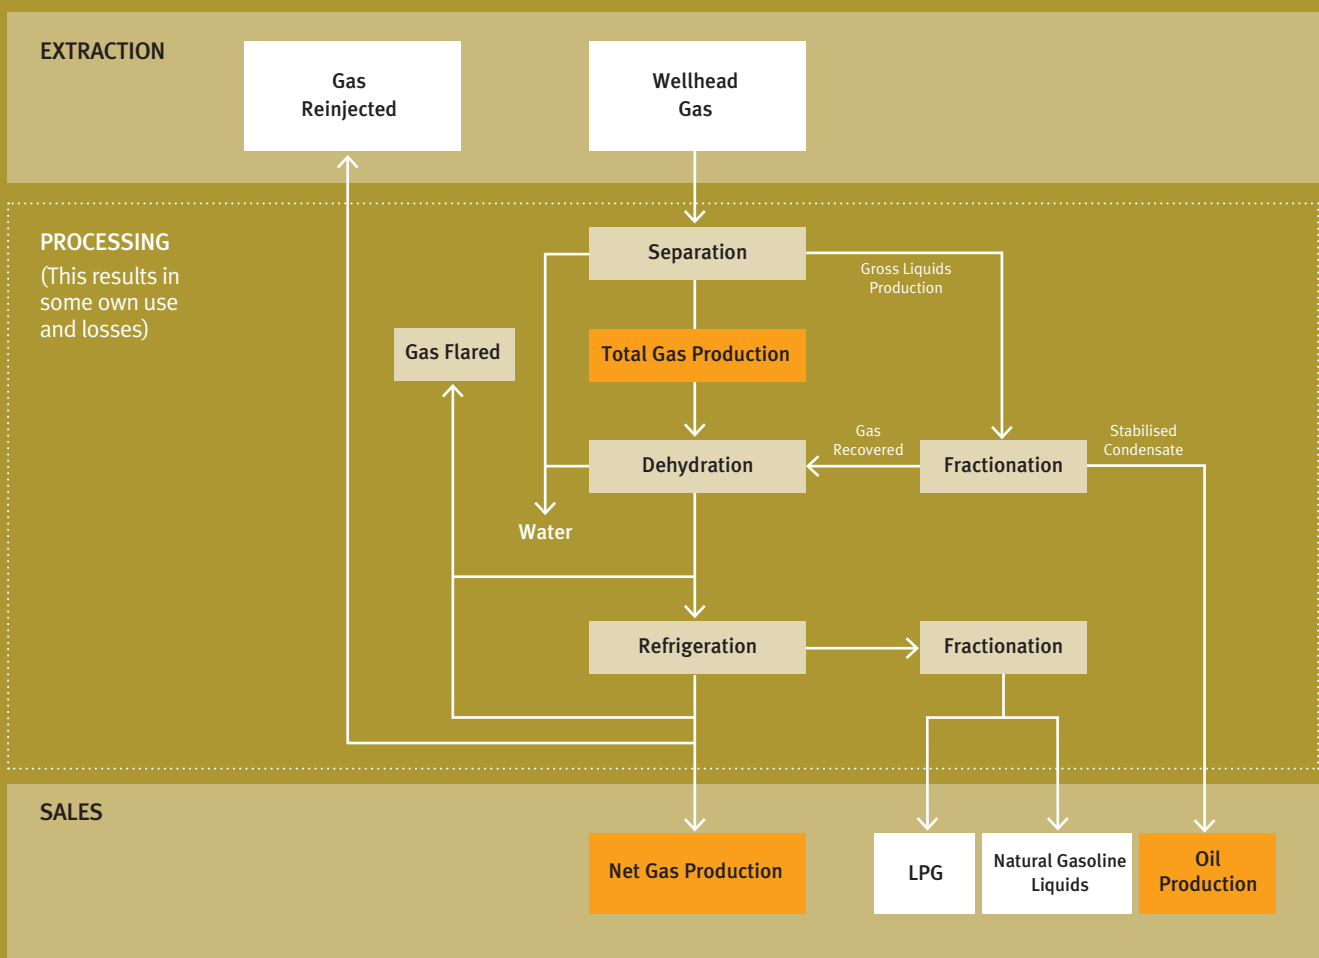 EXTRACTION
Gas
Reinjected
Wellhead
Gas
PROCESSING
(This results in
some own use
and losses)
Separation
Gross Liquids
Production
Gas Flared
Total Gas Production
Dehydration
Gas
Recovered
Fractionation
Stabilised
Condensate
Water
Refrigeration
Fractionation
SALES
Net Gas Production
LPG
Natural Gasoline
Liquids
Oil
Production